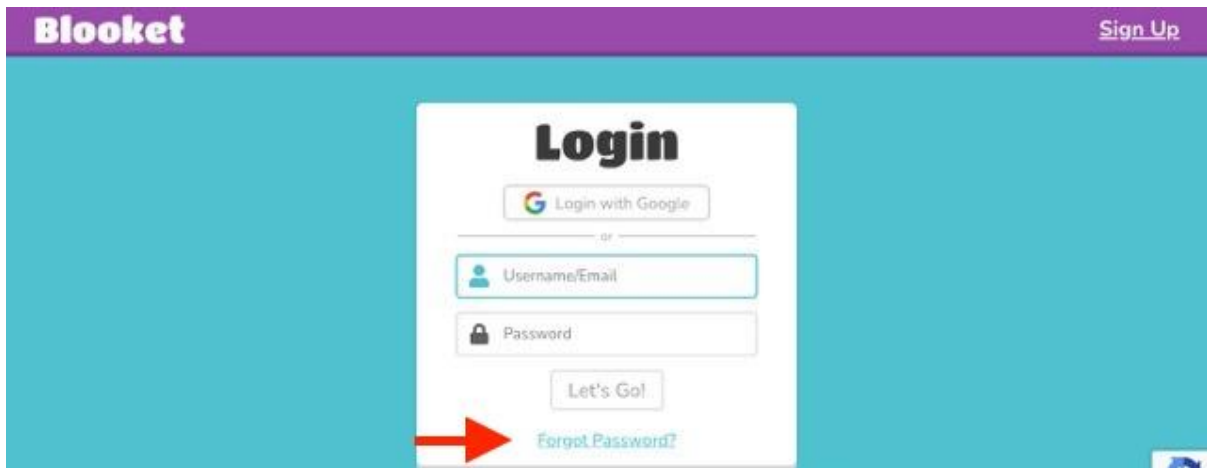 Blooket
Sign Up
Login
Login with Google
or
Username/Email
Password
Let's Go!
Forgot Password?